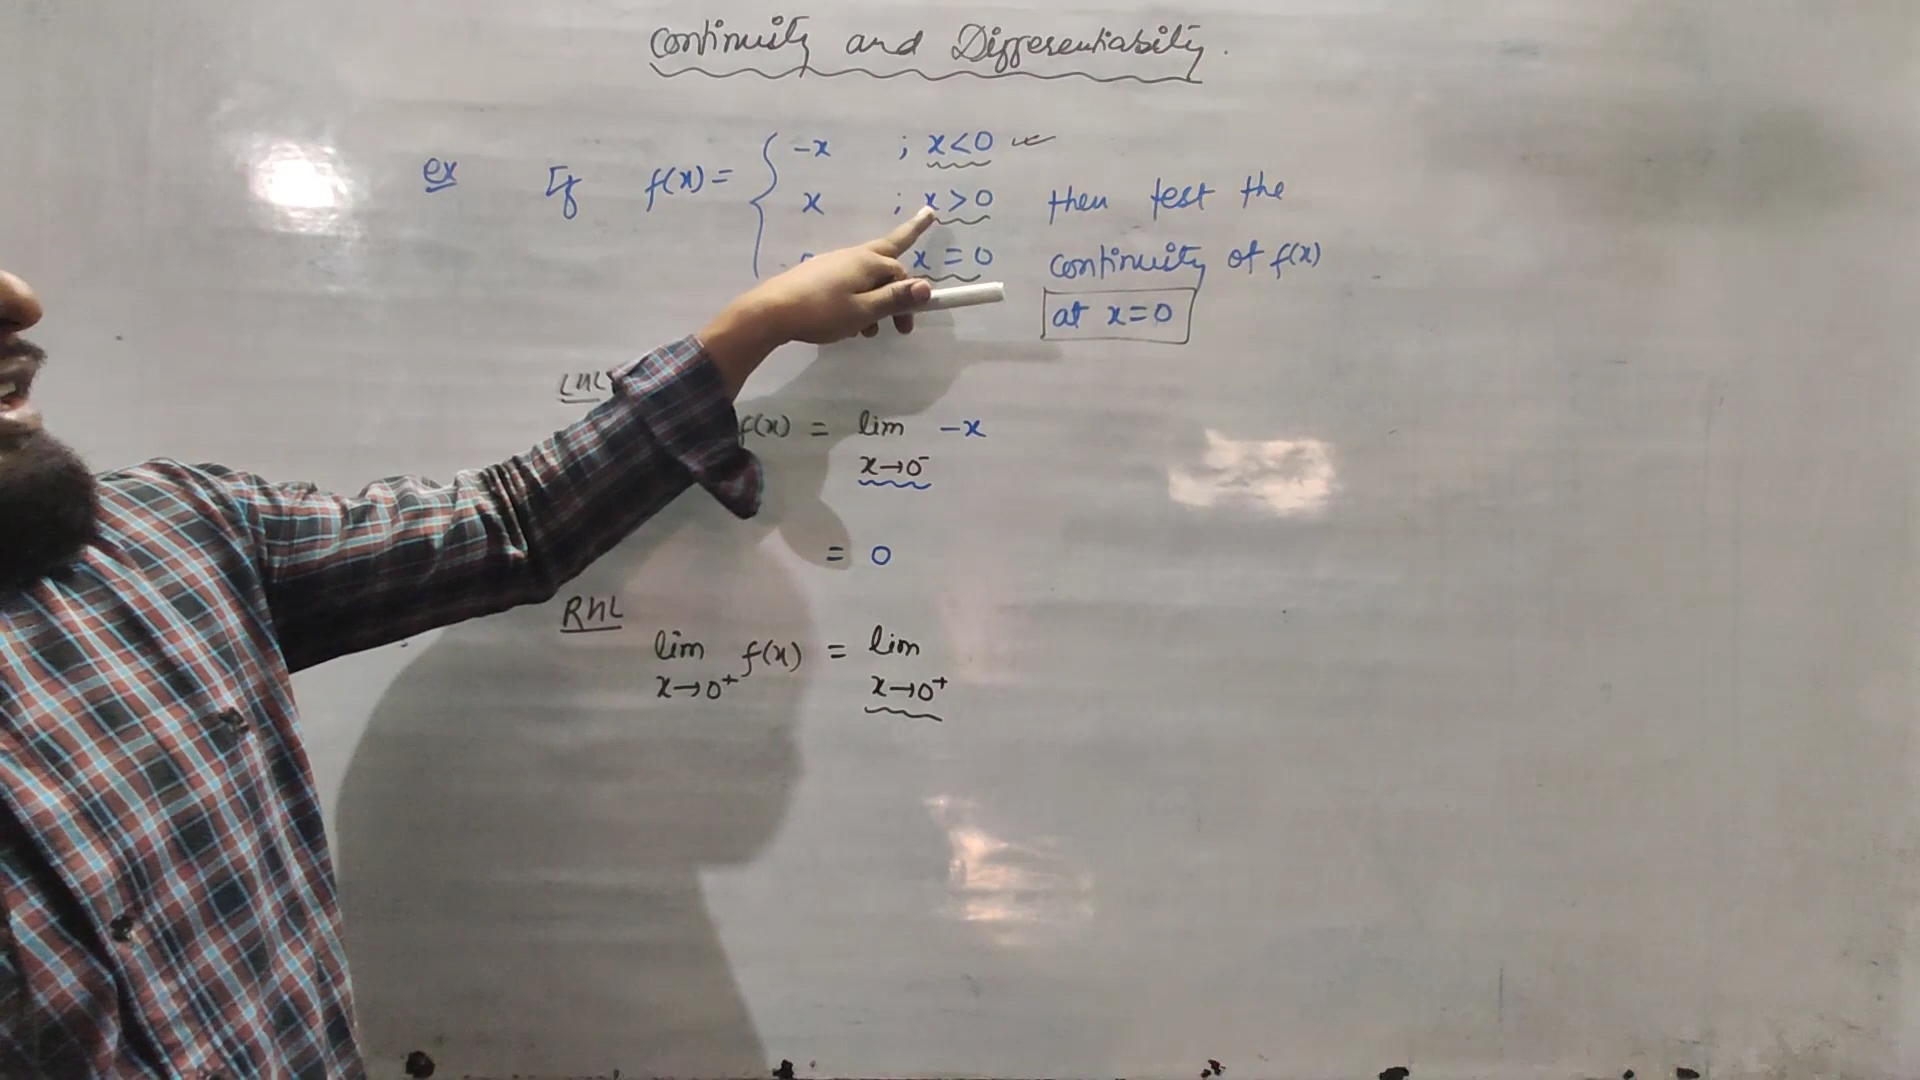 Continuity and Differentiability.
ex If f(x) = { -x ; x<0
x ; x>0 then test the
x = 0 continuity of f(x)
at x=0
LHL
f(x) = lim -x
x→0⁻
= 0
RHL
lim f(x) = lim
x→0⁺ x→0⁺